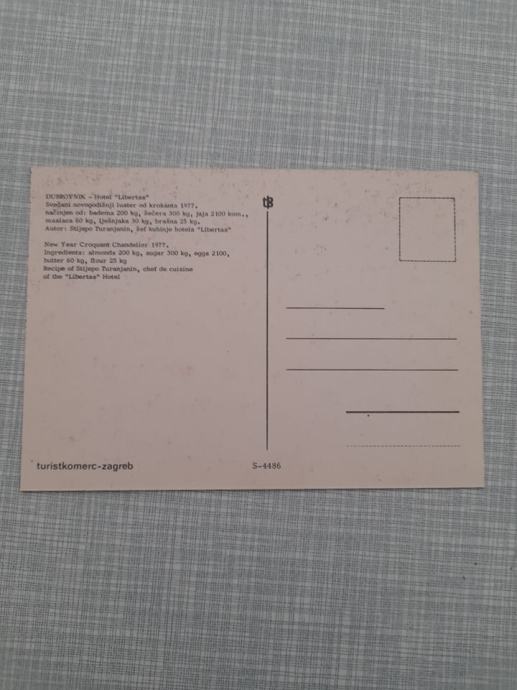 DUBROVNIK - Hotel "Libertas"
Svečani novogodišnji luster od krokanta 1977.
načinjen od: badema 200 kg, šećera 300 kg, jaja 2100 kom.,
maslaca 60 kg, lješnjaka 30 kg, brašna 25 kg.
Autor: Stijepo Turanjanin, šef kuhinje hotela "Libertas"
New Year Croquant Chandelier 1977.
Ingredients: almonds 200 kg, sugar 300 kg, eggs 2100,
butter 60 kg, flour 25 kg
Recipe of Stijepo Turanjanin, chef de cuisine
of the "Libertas" Hotel
turistkomerc-zagreb
S-4486